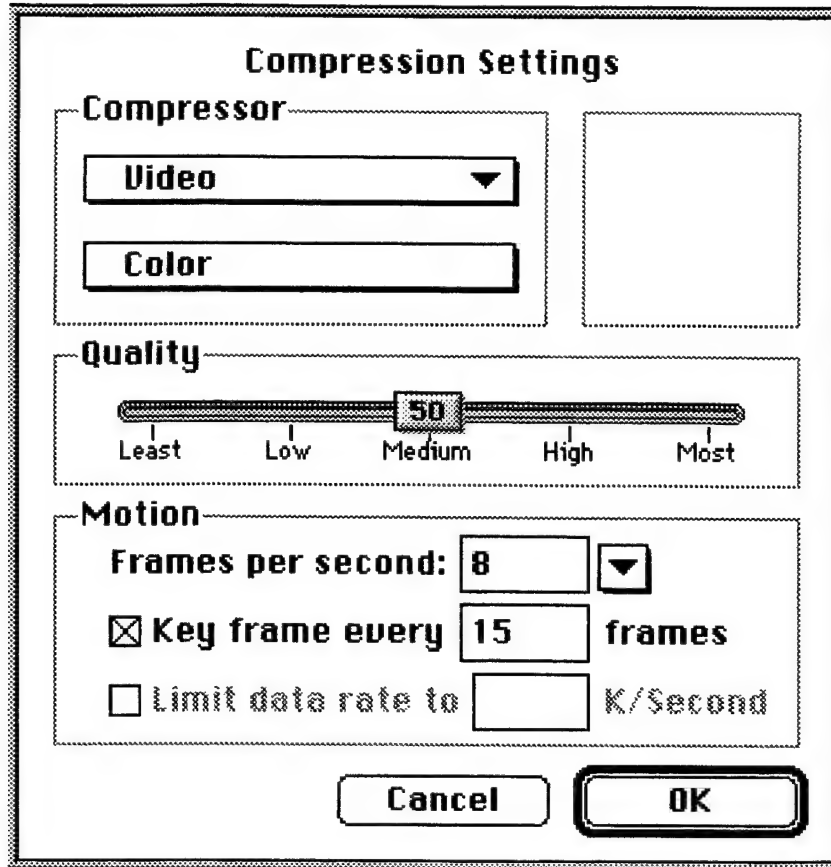 Compression Settings
Compressor
Video
Color
Quality
50
Least Low Medium High Most
Motion
Frames per second: 8
Key frame every 15 frames
Limit data rate to K/Second
Cancel OK